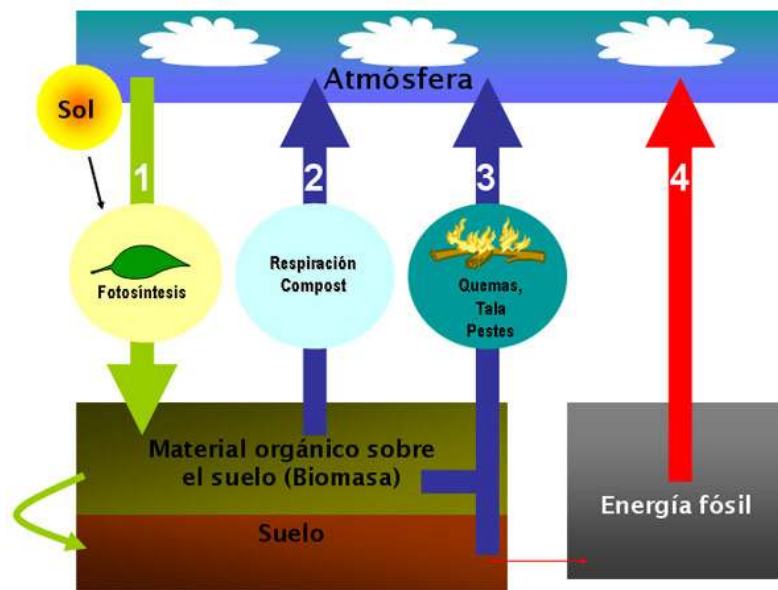 Atmósfera
Sol
1
2
3
4
Fotosíntesis
Respiración
Compost
Quemas,
Tala
Pestes
Material orgánico sobre
el suelo (Biomasa)
Suelo
Energía fósil